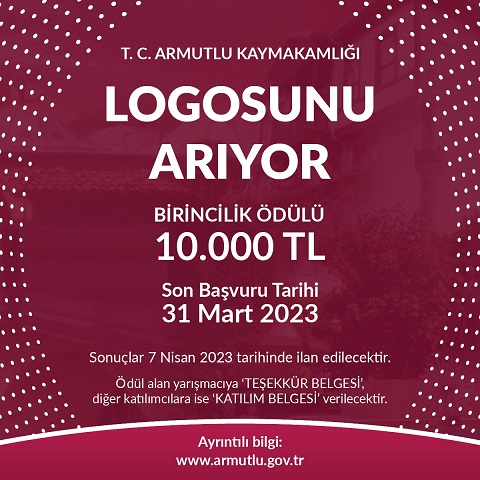 T. C. ARMUTLU KAYMAKAMLIĞI
LOGOSUNU
ARIYOR
BİRİNCİLİK ÖDÜLÜ
10.000 TL
Son Başvuru Tarihi
31 Mart 2023
Sonuçlar 7 Nisan 2023 tarihinde ilan edilecektir.
Ödül alan yarışmacıya ‘TEŞEKKÜR BELGESİ’,
diğer katılımcılara ise ‘KATILIM BELGESİ’ verilecektir.
Ayrıntılı bilgi:
www.armutlu.gov.tr